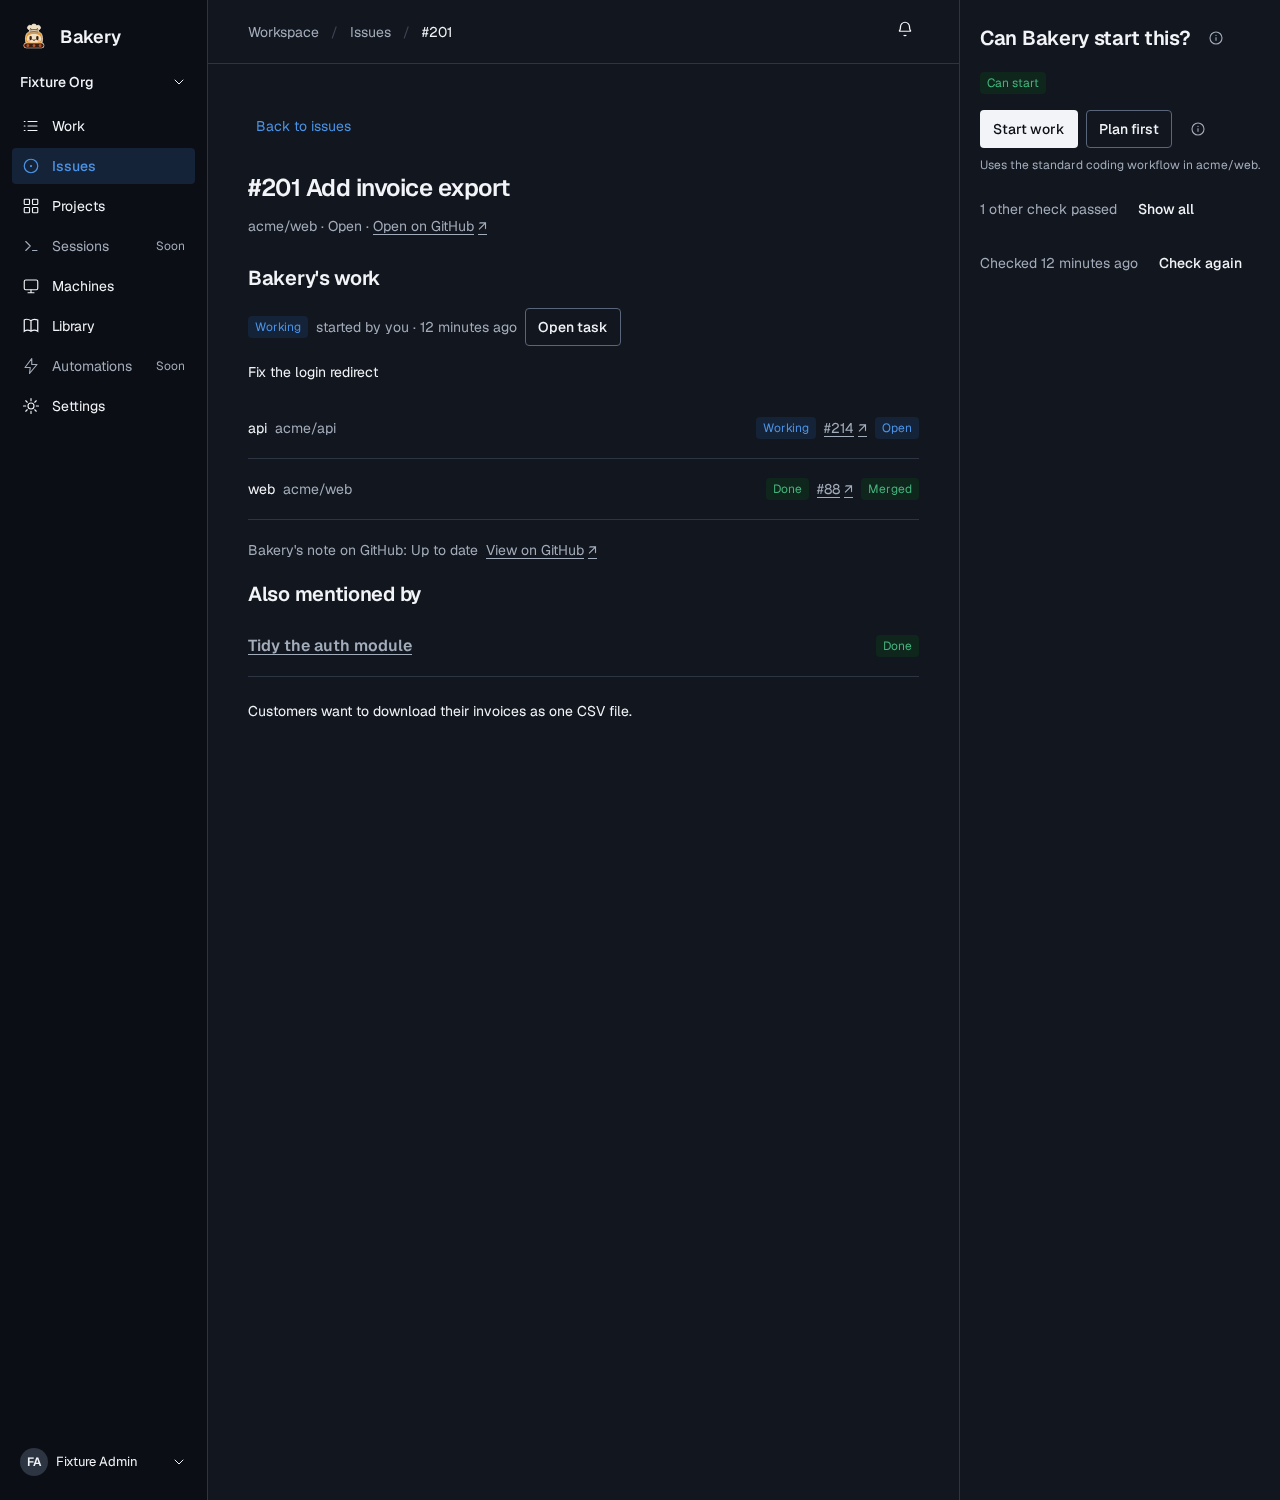 Bakery
Fixture Org
Work
Issues
Projects
Sessions Soon
Machines
Library
Automations Soon
Settings
FA Fixture Admin
Workspace / Issues / #201
Back to issues
#201 Add invoice export
acme/web · Open · Open on GitHub ↗
Bakery's work
Working started by you · 12 minutes ago Open task
Fix the login redirect
api acme/api Working #214 ↗ Open
web acme/web Done #88 ↗ Merged
Bakery's note on GitHub: Up to date View on GitHub ↗
Also mentioned by
Tidy the auth module Done
Customers want to download their invoices as one CSV file.
Can Bakery start this?
Can start
Start work Plan first
Uses the standard coding workflow in acme/web.
1 other check passed Show all
Checked 12 minutes ago Check again